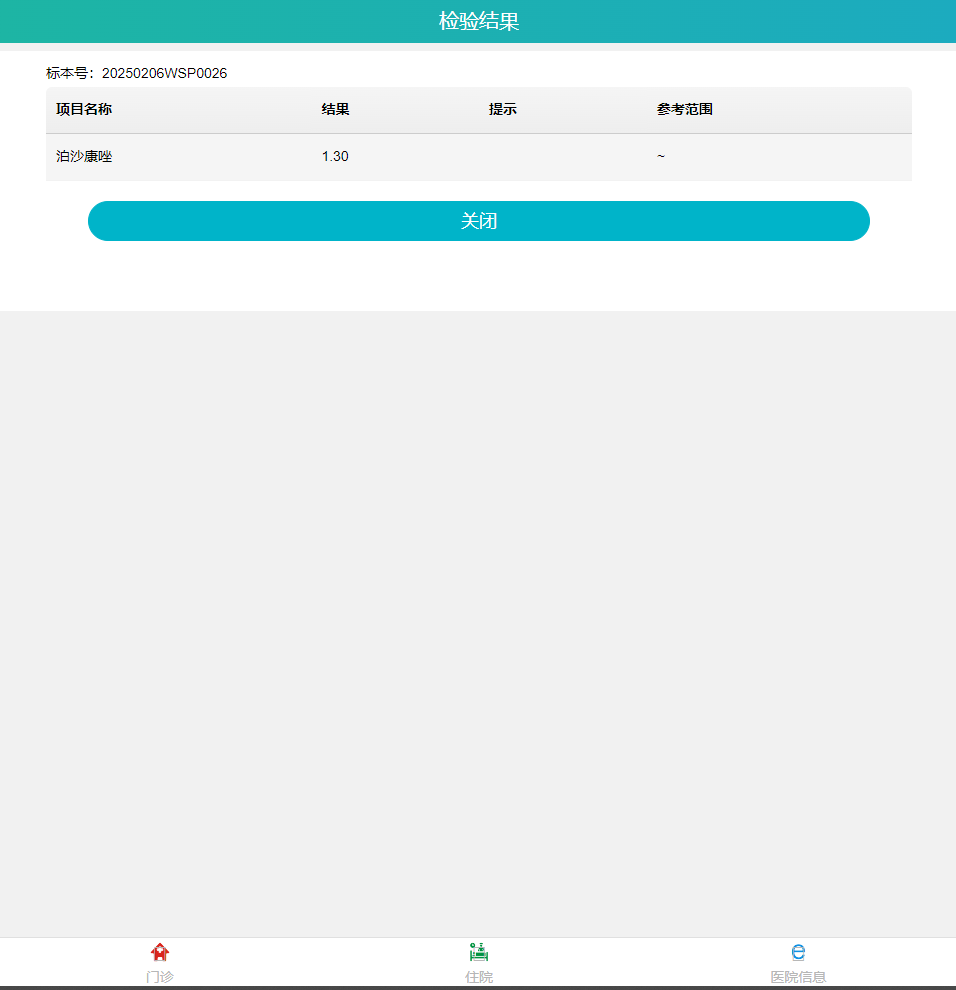 检验结果
标本号：20250206WSP0026
项目名称 结果 提示 参考范围
泊沙康唑 1.30 ~
关闭
门诊 住院 医院信息